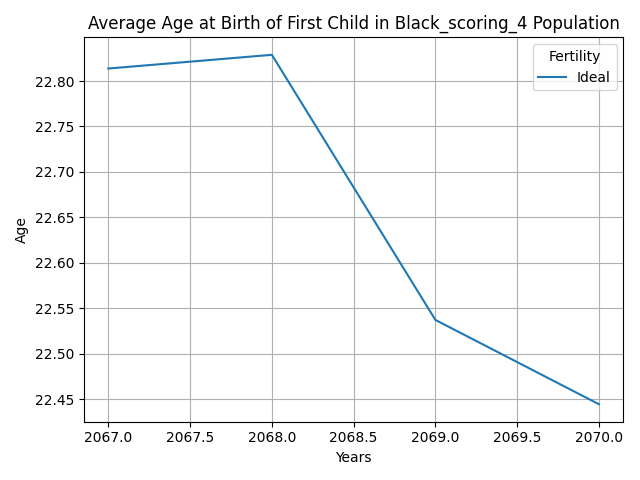 Average Age at Birth of First Child in Black_scoring_4 Population
Fertility
Ideal
22.80
22.75
22.70
22.65
22.60
22.55
22.50
22.45
Age
2067.0 2067.5 2068.0 2068.5 2069.0 2069.5 2070.0
Years